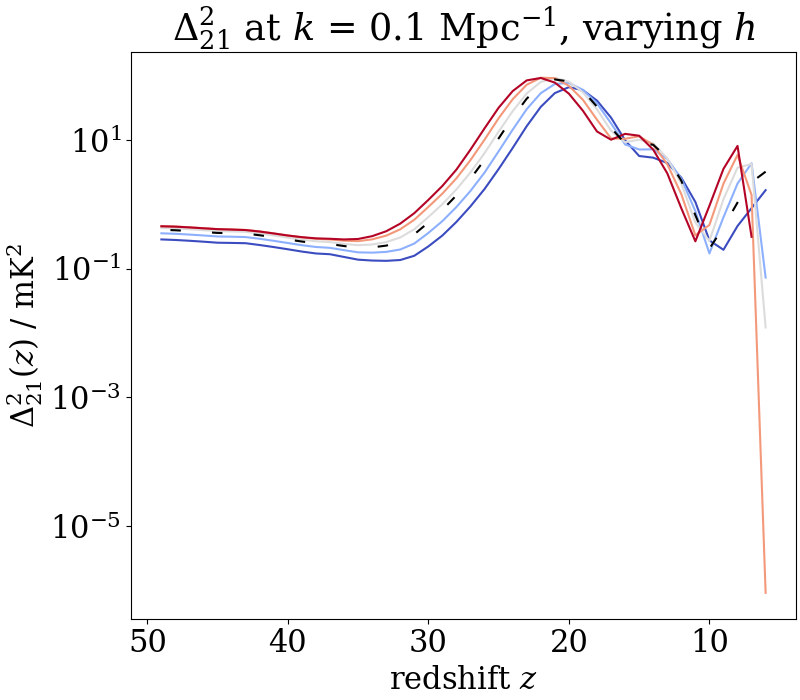 Δ²₂₁ at k = 0.1 Mpc⁻¹, varying h
Δ²₂₁(z) / mK²
10¹
10⁻¹
10⁻³
10⁻⁵
50 40 30 20 10
redshift z